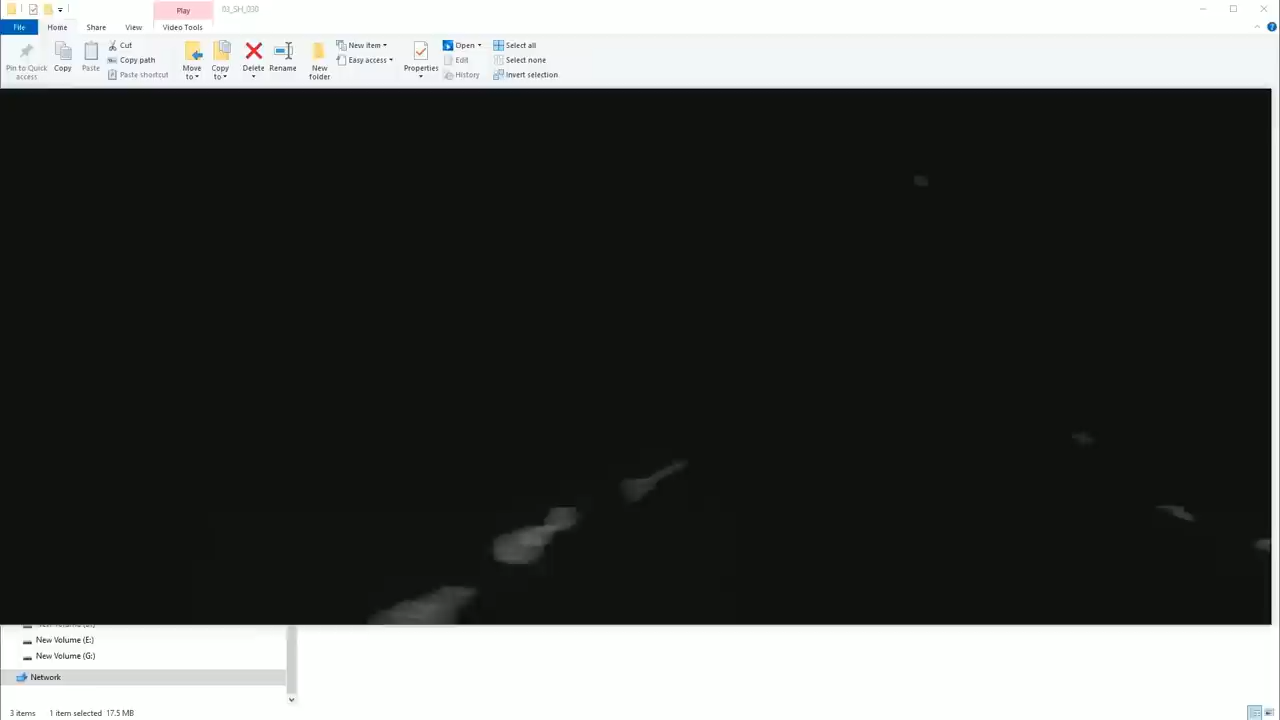 Play
03_SH_030
File
Home
Share
View
Video Tools
Pin to Quick access
Copy
Paste
Cut
Copy path
Paste shortcut
Move to
Copy to
Delete
Rename
New folder
New item
Easy access
Properties
Open
Edit
History
Select all
Select none
Invert selection
New Volume (E:)
New Volume (G:)
Network
3 items
1 item selected 17.5 MB